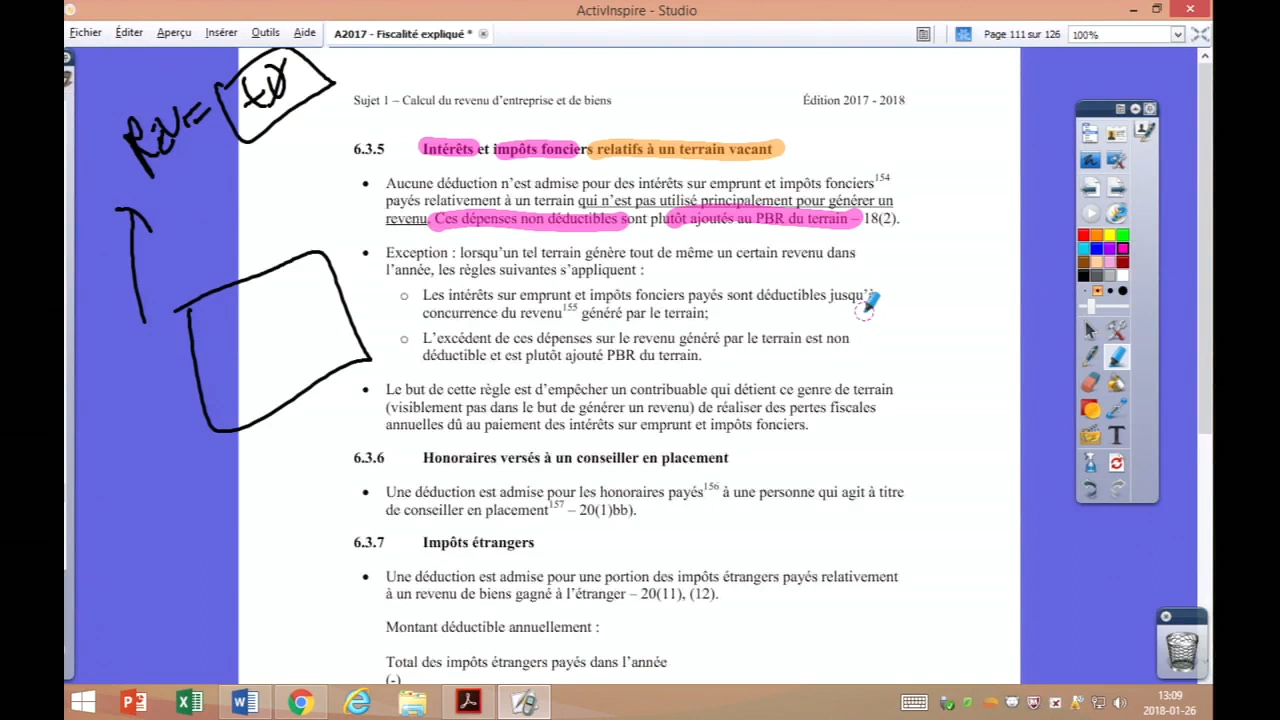 ActivInspire - Studio
Fichier Éditer Aperçu Insérer Outils Aide
A2017 - Fiscalité expliqué *
Page 111 sur 126
100%
Sujet 1 – Calcul du revenu d’entreprise et de biens
Édition 2017 - 2018
6.3.5 Intérêts et impôts fonciers relatifs à un terrain vacant
• Aucune déduction n’est admise pour des intérêts sur emprunt et impôts fonciers154
payés relativement à un terrain qui n’est pas utilisé principalement pour générer un
revenu. Ces dépenses non déductibles sont plutôt ajoutés au PBR du terrain – 18(2).
• Exception : lorsqu’un tel terrain génère tout de même un certain revenu dans
l’année, les règles suivantes s’appliquent :
o Les intérêts sur emprunt et impôts fonciers payés sont déductibles jusqu’à
concurrence du revenu155 généré par le terrain;
o L’excédent de ces dépenses sur le revenu généré par le terrain est non
déductible et est plutôt ajouté PBR du terrain.
• Le but de cette règle est d’empêcher un contribuable qui détient ce genre de terrain
(visiblement pas dans le but de générer un revenu) de réaliser des pertes fiscales
annuelles dû au paiement des intérêts sur emprunt et impôts fonciers.
6.3.6 Honoraires versés à un conseiller en placement
• Une déduction est admise pour les honoraires payés156 à une personne qui agit à titre
de conseiller en placement157 – 20(1)bb).
6.3.7 Impôts étrangers
• Une déduction est admise pour une portion des impôts étrangers payés relativement
à un revenu de biens gagné à l’étranger – 20(11), (12).
Montant déductible annuellement :
Total des impôts étrangers payés dans l’année
(-)
13:09
2018-01-26